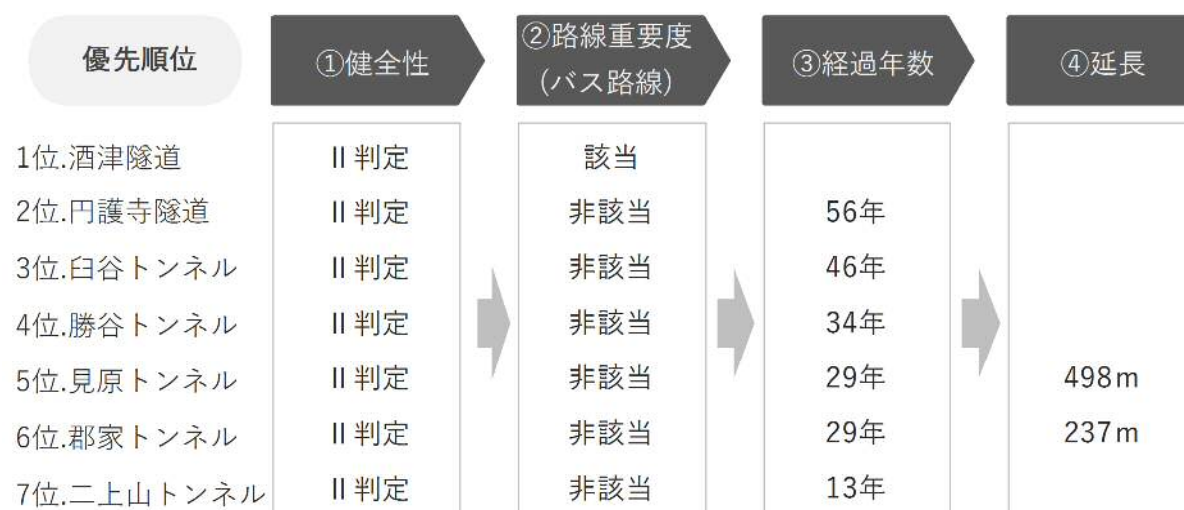 優先順位
①健全性
②路線重要度
(バス路線)
③経過年数
④延長
1位.酒津隧道 Ⅱ判定 該当
2位.円護寺隧道 Ⅱ判定 非該当 56年
3位.臼谷トンネル Ⅱ判定 非該当 46年
4位.勝谷トンネル Ⅱ判定 非該当 34年
5位.見原トンネル Ⅱ判定 非該当 29年 498m
6位.郡家トンネル Ⅱ判定 非該当 29年 237m
7位.二上山トンネル Ⅱ判定 非該当 13年